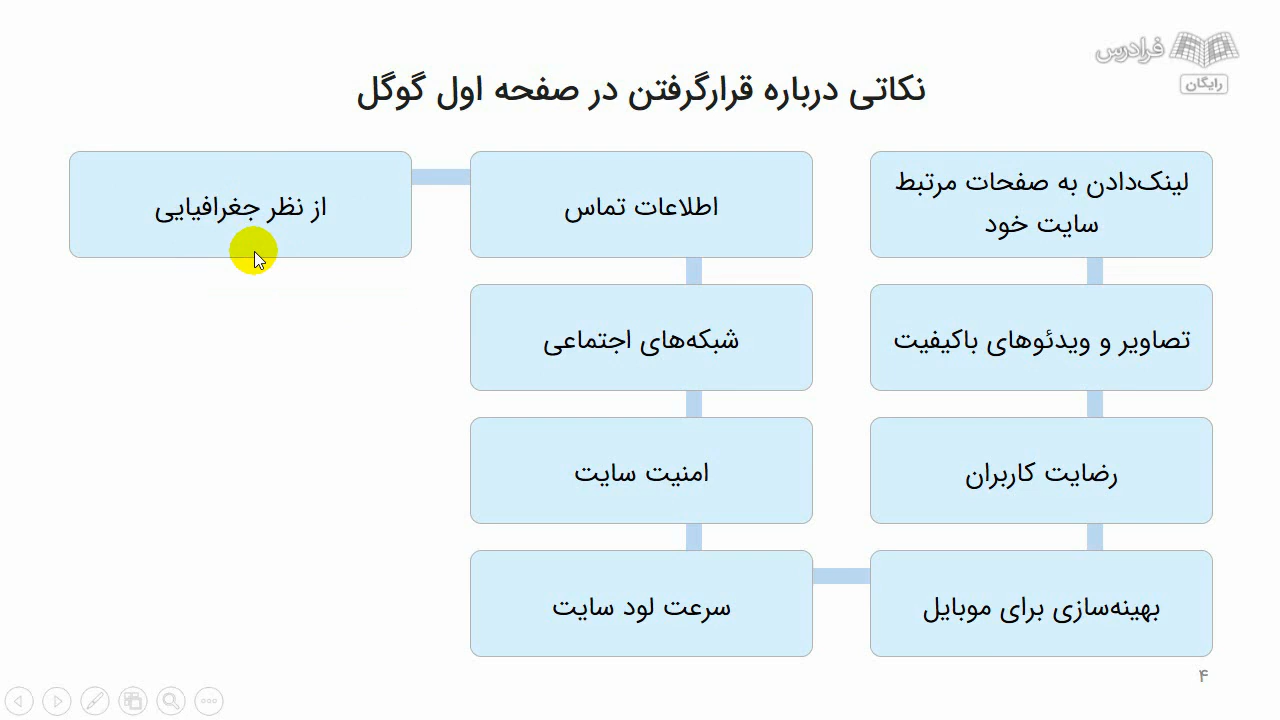 فرادرس
رایگان
نکاتی درباره قرارگرفتن در صفحه اول گوگل
لینک‌دادن به صفحات مرتبط
سایت خود
تصاویر و ویدئوهای باکیفیت
رضایت کاربران
بهینه‌سازی برای موبایل
سرعت لود سایت
امنیت سایت
شبکه‌های اجتماعی
اطلاعات تماس
از نظر جغرافیایی
۴